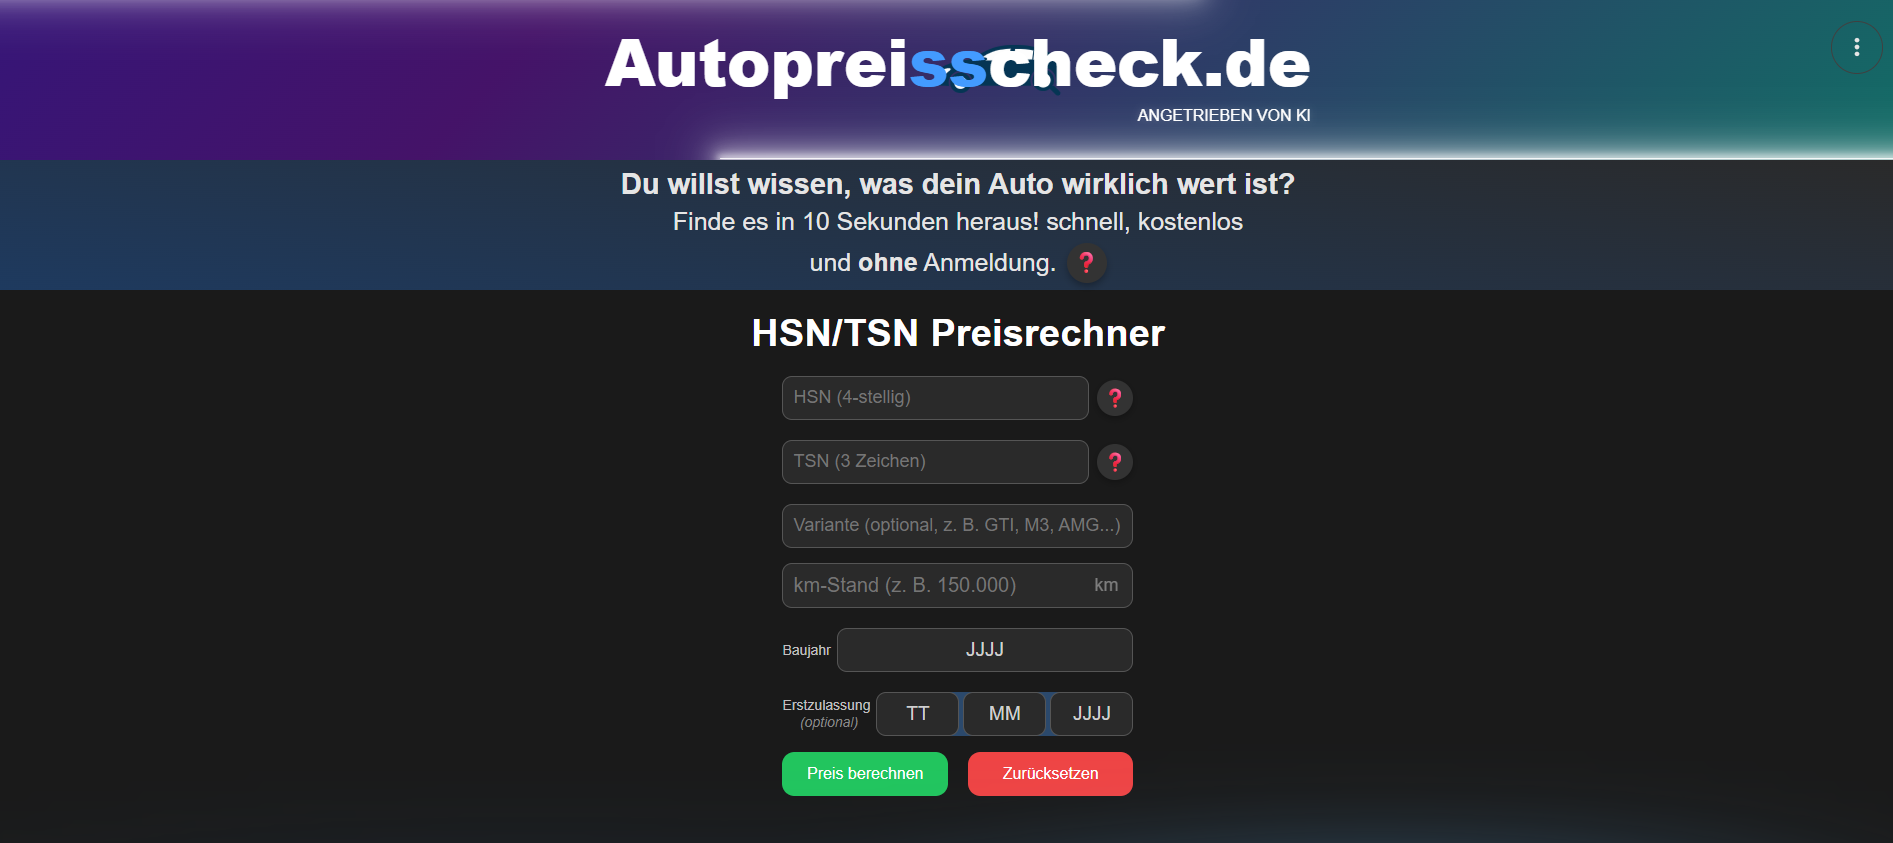 Autopreisscheck.de
ANGETRIEBEN VON KI
Du willst wissen, was dein Auto wirklich wert ist?
Finde es in 10 Sekunden heraus! schnell, kostenlos
und ohne Anmeldung. ❓
HSN/TSN Preisrechner
HSN (4-stellig) ❓
TSN (3 Zeichen) ❓
Variante (optional, z. B. GTI, M3, AMG...)
km-Stand (z. B. 150.000) km
Baujahr JJJJ
Erstzulassung TT MM JJJJ
(optional)
Preis berechnen Zurücksetzen